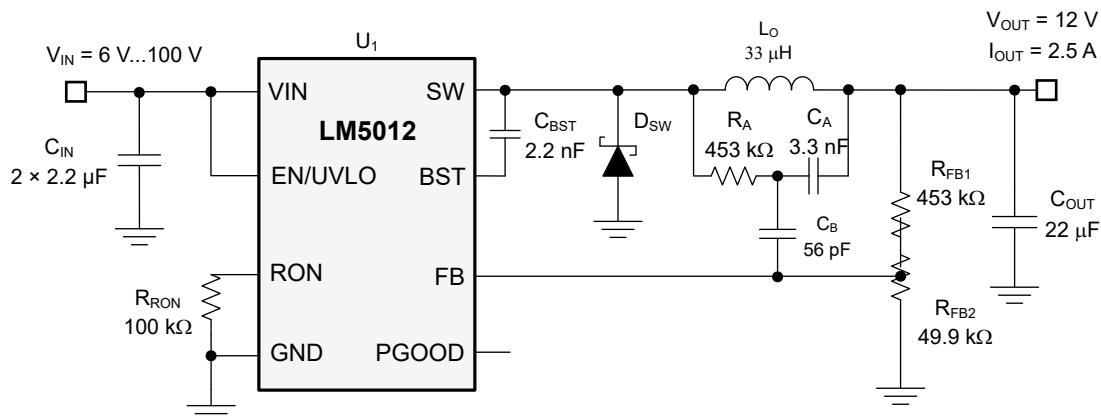 V_IN = 6 V...100 V
U₁
L_O
33 μH
V_OUT = 12 V
I_OUT = 2.5 A
VIN
SW
LM5012
C_BST
2.2 nF
D_SW
R_A
453 kΩ
C_A
3.3 nF
C_IN
2 × 2.2 μF
EN/UVLO
BST
R_FB1
453 kΩ
C_OUT
22 μF
C_B
56 pF
RON
FB
R_RON
100 kΩ
R_FB2
49.9 kΩ
GND
PGOOD